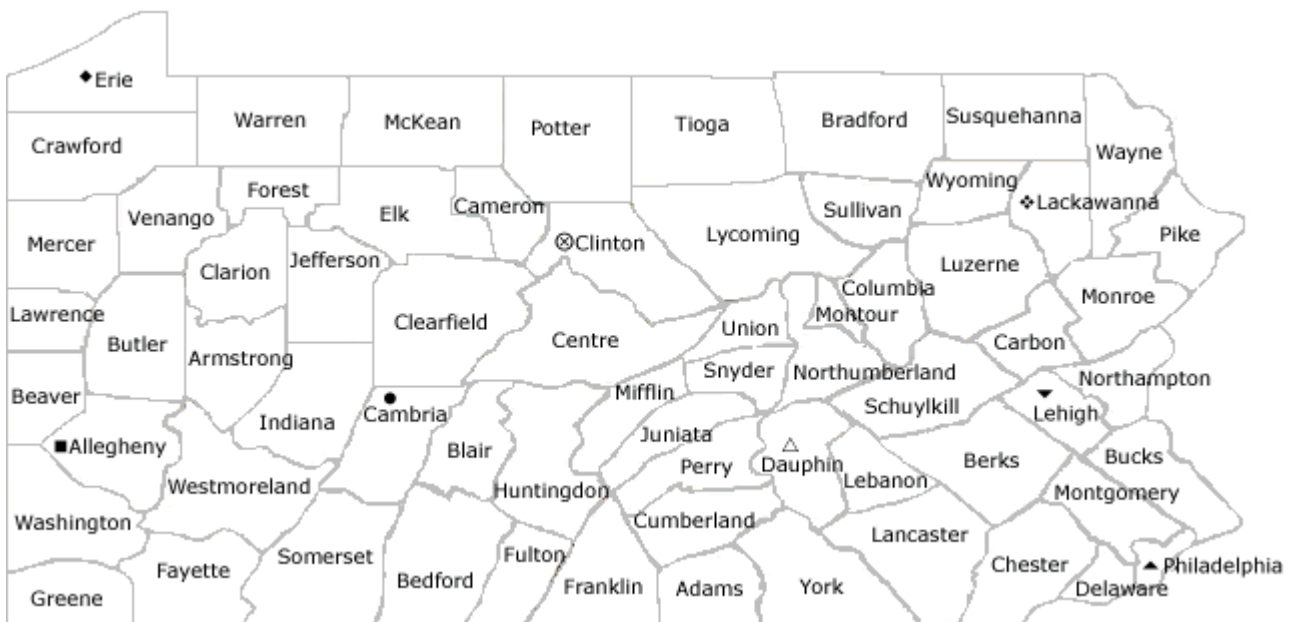 Erie
Warren
McKean
Potter
Tioga
Bradford
Susquehanna
Crawford
Wayne
Forest
Wyoming
Venango
Elk
Cameron
Sullivan
Lackawanna
Mercer
Clinton
Lycoming
Pike
Clarion
Jefferson
Luzerne
Columbia
Monroe
Lawrence
Clearfield
Montour
Butler
Centre
Union
Carbon
Armstrong
Snyder
Northumberland
Northampton
Beaver
Mifflin
Schuylkill
Cambria
Lehigh
Indiana
Juniata
Allegheny
Blair
Perry
Dauphin
Berks
Bucks
Westmoreland
Huntingdon
Lebanon
Montgomery
Washington
Cumberland
Lancaster
Somerset
Fulton
Fayette
Bedford
Chester
Philadelphia
Greene
Franklin
Adams
York
Delaware